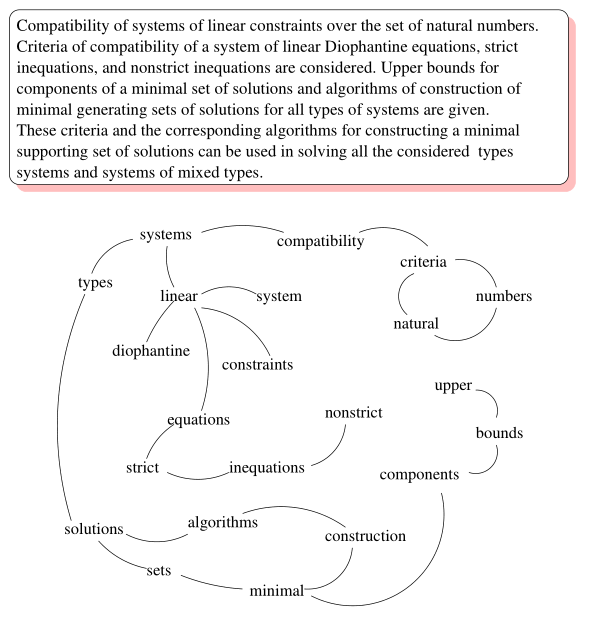 Compatibility of systems of linear constraints over the set of natural numbers.
Criteria of compatibility of a system of linear Diophantine equations, strict
inequations, and nonstrict inequations are considered. Upper bounds for
components of a minimal set of solutions and algorithms of construction of
minimal generating sets of solutions for all types of systems are given.
These criteria and the corresponding algorithms for constructing a minimal
supporting set of solutions can be used in solving all the considered types
systems and systems of mixed types.
systems
compatibility
criteria
types
linear
system
numbers
natural
diophantine
constraints
upper
equations
nonstrict
bounds
strict
inequations
components
solutions
algorithms
construction
sets
minimal